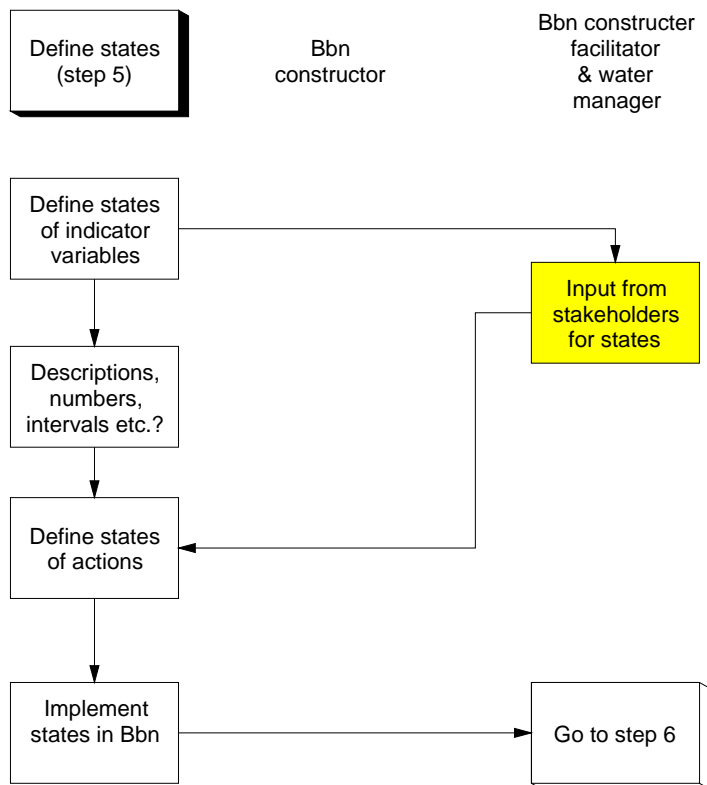 Define states
(step 5)
Bbn
constructor
Bbn constructer
facilitator
& water
manager
Define states
of indicator
variables
Input from
stakeholders
for states
Descriptions,
numbers,
intervals etc.?
Define states
of actions
Implement
states in Bbn
Go to step 6